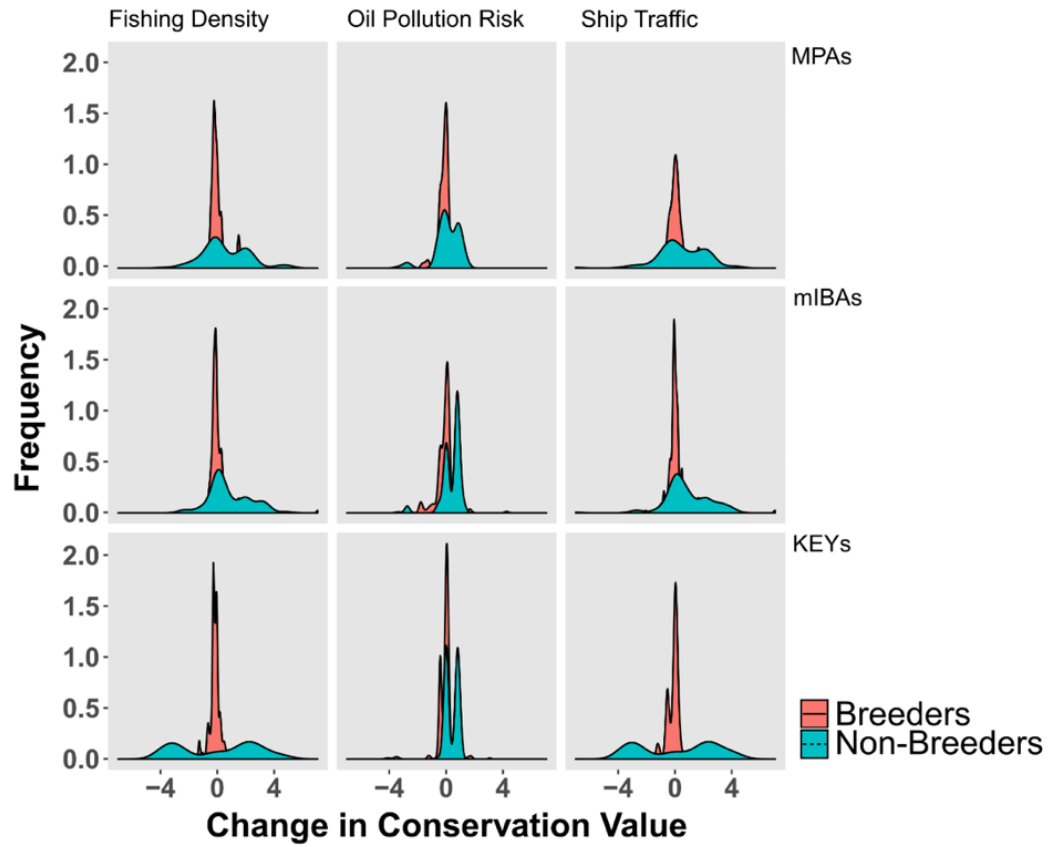 Fishing Density Oil Pollution Risk Ship Traffic
MPAs
2.0
1.5
1.0
0.5
0.0
mIBAs
2.0
1.5
1.0
0.5
0.0
KEYs
2.0
1.5
1.0
0.5
0.0
Frequency
−4 0 4 −4 0 4 −4 0 4
Change in Conservation Value
Breeders
Non-Breeders